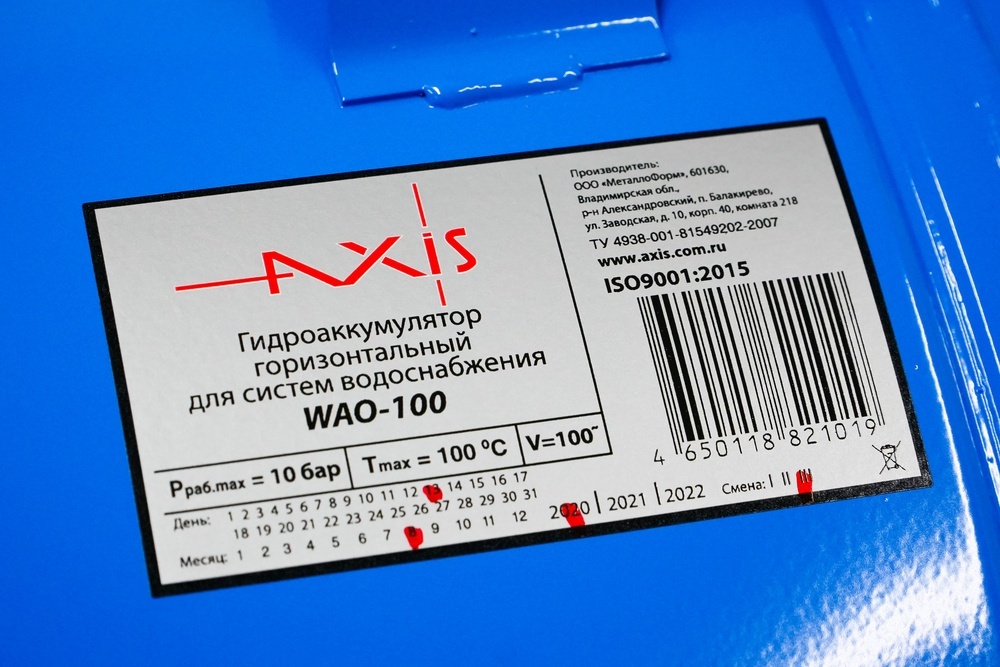 AXIS
Гидроаккумулятор
горизонтальный
для систем водоснабжения
WAO-100
Pраб.max = 10 бар
Tmax = 100 ºC
V=100˜
День: 1 2 3 4 5 6 7 8 9 10 11 12 13 14 15 16 17
18 19 20 21 22 23 24 25 26 27 28 29 30 31
Месяц: 1 2 3 4 5 6 7 8 9 10 11 12
2020 | 2021 | 2022
Смена: I II III
Производитель:
ООО «МеталлоФорм», 601630,
Владимирская обл.,
р-н Александровский, п. Балакирево,
ул. Заводская, д. 10, корп. 40, комната 218
ТУ 4938-001-81549202-2007
www.axis.com.ru
ISO9001:2015
4 650118 821019